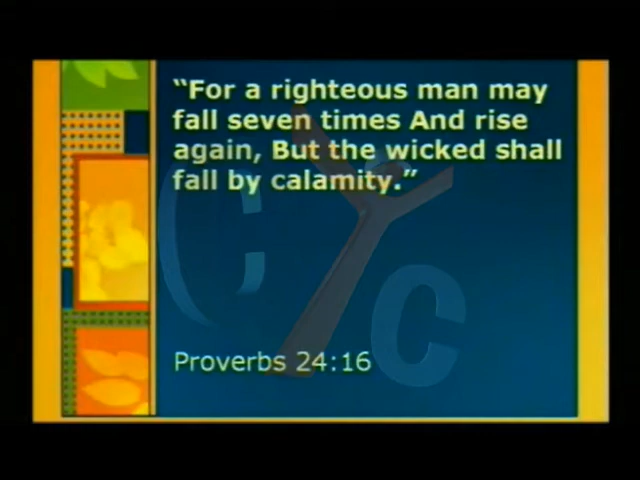 “For a righteous man may
fall seven times And rise
again, But the wicked shall
fall by calamity.”
CYC
Proverbs 24:16